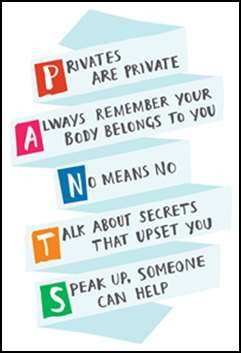 PRIVATES
ARE PRIVATE
ALWAYS REMEMBER YOUR
BODY BELONGS TO YOU
NO MEANS NO
TALK ABOUT SECRETS
THAT UPSET YOU
SPEAK UP, SOMEONE
CAN HELP